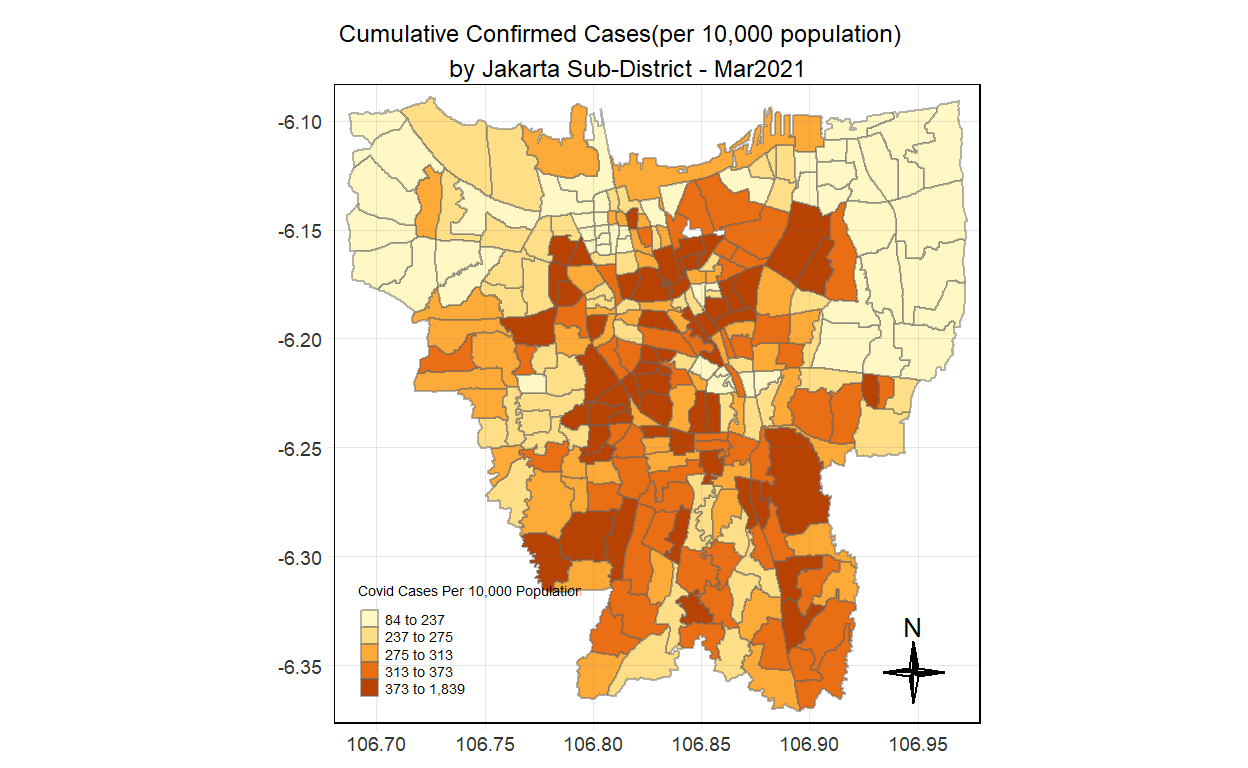 Cumulative Confirmed Cases(per 10,000 population)
by Jakarta Sub-District - Mar2021
-6.10
-6.15
-6.20
-6.25
-6.30
-6.35
Covid Cases Per 10,000 Population
84 to 237
237 to 275
275 to 313
313 to 373
373 to 1,839
N
106.70 106.75 106.80 106.85 106.90 106.95